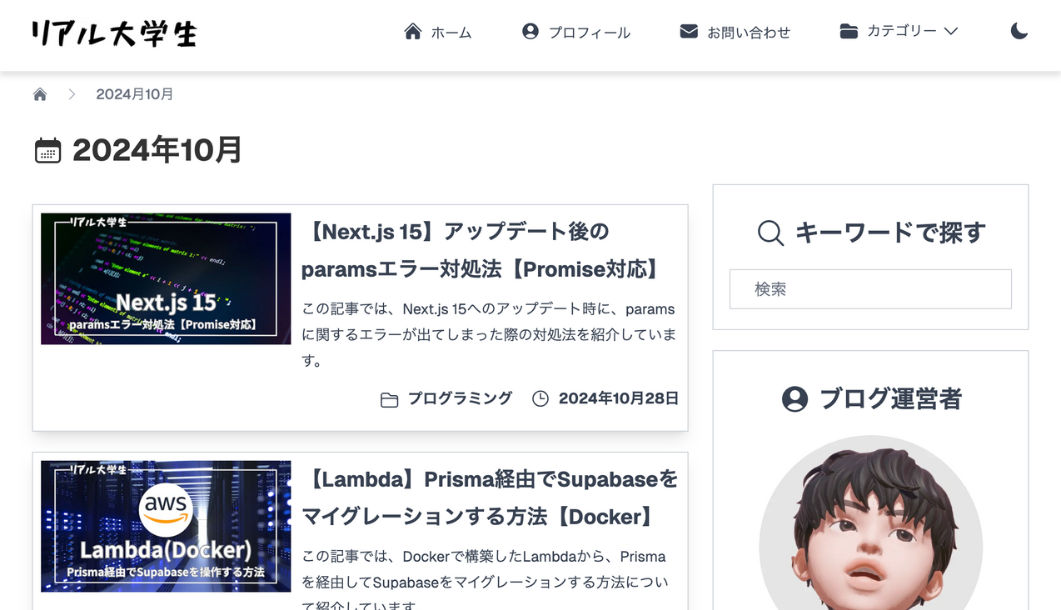 リアル大学生
ホーム
プロフィール
お問い合わせ
カテゴリー
2024月10月
2024年10月
リアル大学生
Next.js 15
paramsエラー対処法【Promise対応】
【Next.js 15】アップデート後の
paramsエラー対処法【Promise対応】
この記事では、Next.js 15へのアップデート時に、params
に関するエラーが出てしまった際の対処法を紹介していま
す。
プログラミング
2024年10月28日
リアル大学生
aws
Lambda(Docker)
Prisma経由でSupabaseを操作する方法
【Lambda】Prisma経由でSupabaseを
マイグレーションする方法【Docker】
この記事では、Dockerで構築したLambdaから、Prisma
を経由してSupabaseをマイグレーションする方法につい
て紹介しています。
キーワードで探す
検索
ブログ運営者